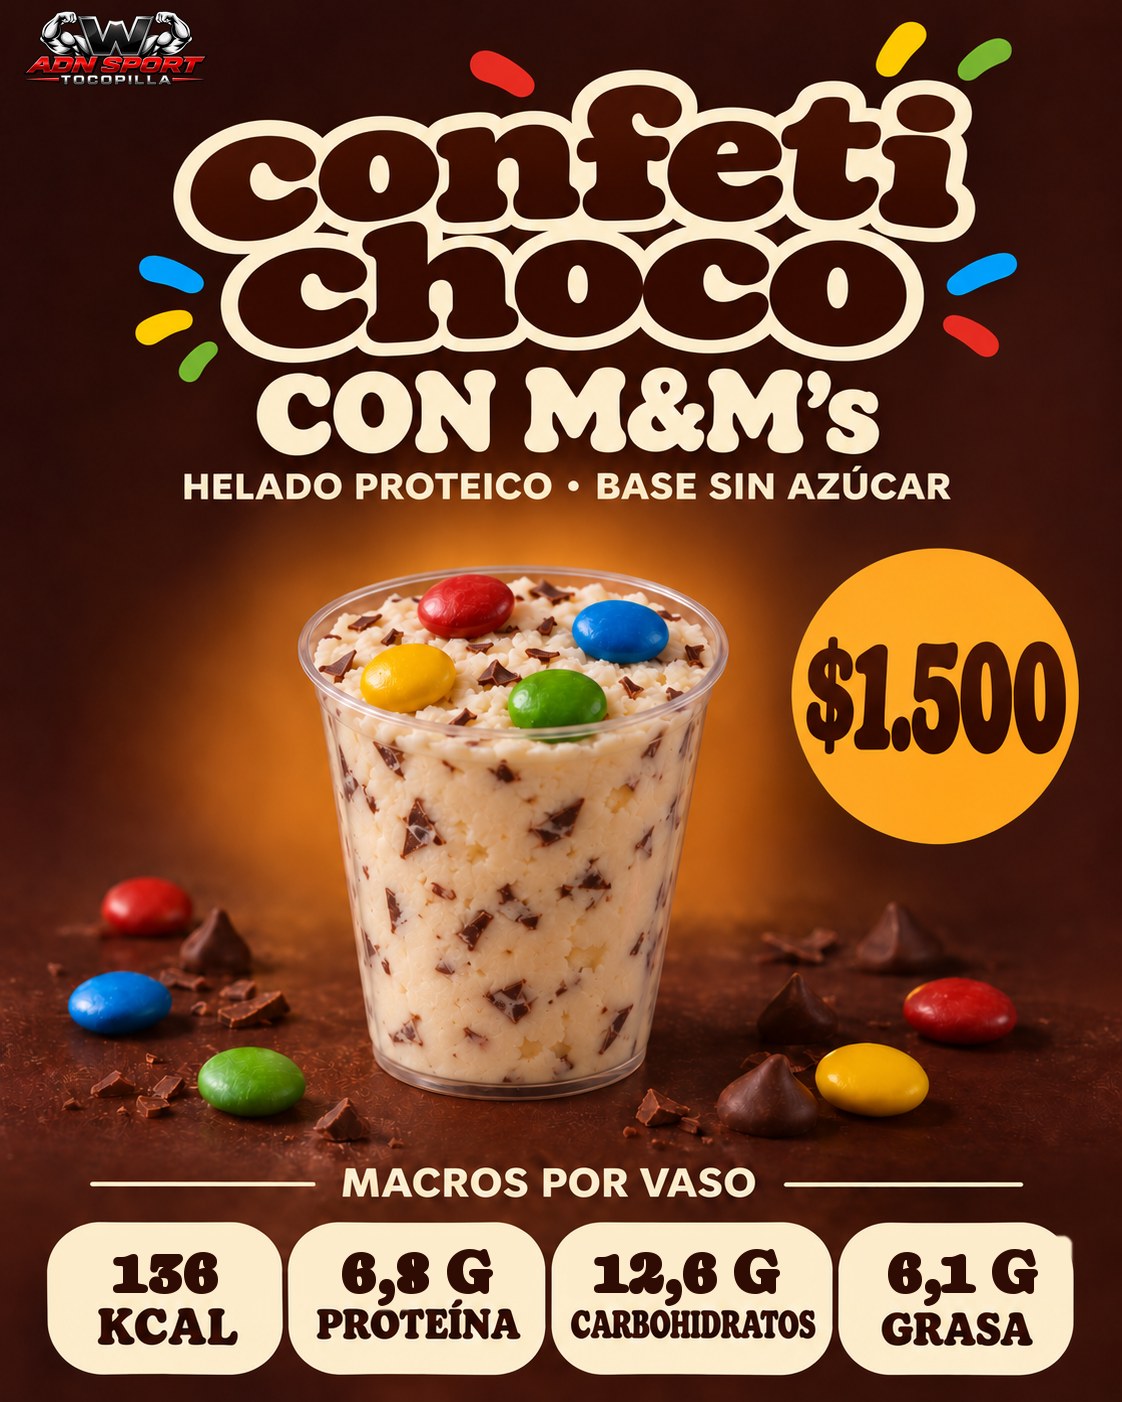 W
ADN SPORT
TOCOPILLA
confeti
choco
CON M&M's
HELADO PROTEICO • BASE SIN AZÚCAR
$1.500
MACROS POR VASO
136
KCAL
6,8 G
PROTEÍNA
12,6 G
CARBOHIDRATOS
6,1 G
GRASA